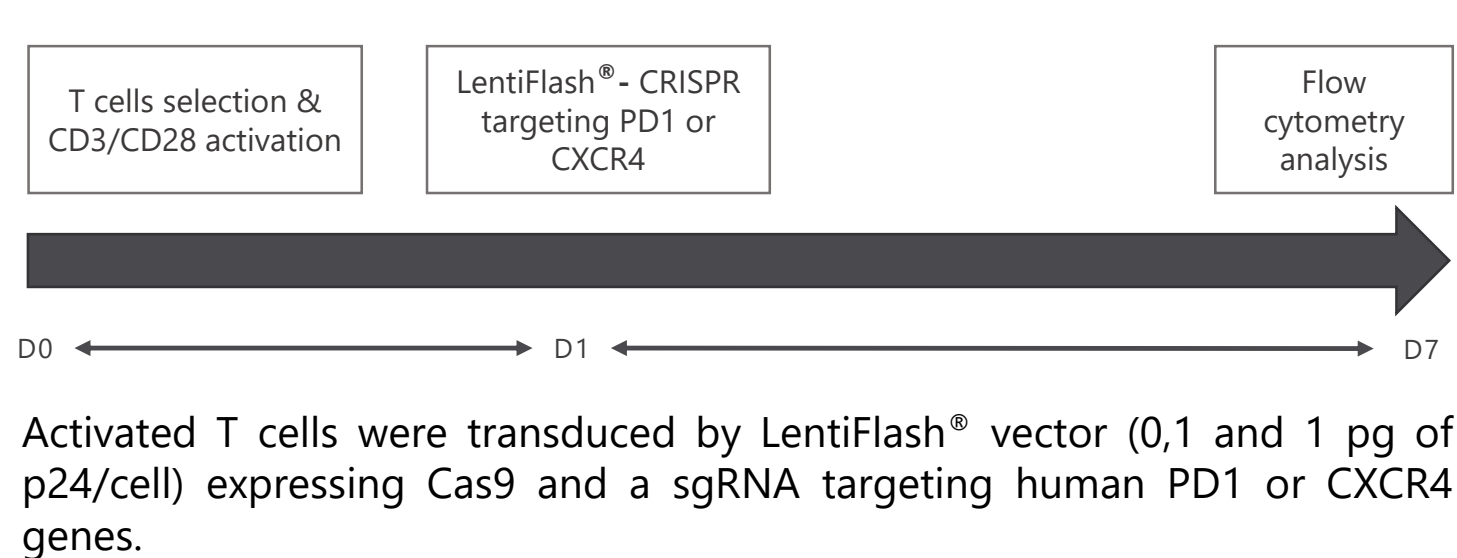 T cells selection &
CD3/CD28 activation
LentiFlash®- CRISPR
targeting PD1 or
CXCR4
Flow
cytometry
analysis
D0
D1
D7
Activated T cells were transduced by LentiFlash® vector (0,1 and 1 pg of
p24/cell) expressing Cas9 and a sgRNA targeting human PD1 or CXCR4
genes.